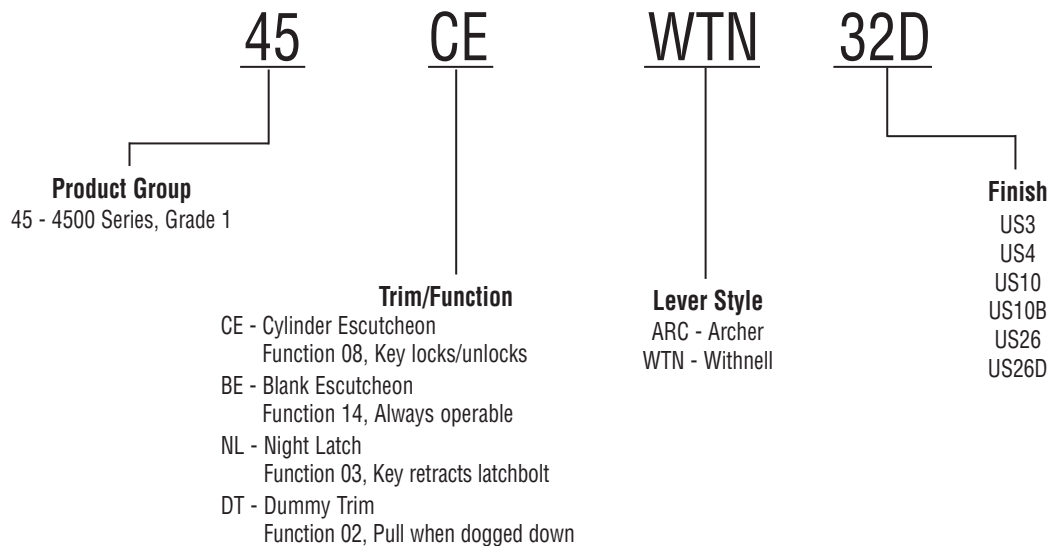 45 CE WTN 32D
Product Group
45 - 4500 Series, Grade 1
Trim/Function
CE - Cylinder Escutcheon
Function 08, Key locks/unlocks
BE - Blank Escutcheon
Function 14, Always operable
NL - Night Latch
Function 03, Key retracts latchbolt
DT - Dummy Trim
Function 02, Pull when dogged down
Lever Style
ARC - Archer
WTN - Withnell
Finish
US3
US4
US10
US10B
US26
US26D